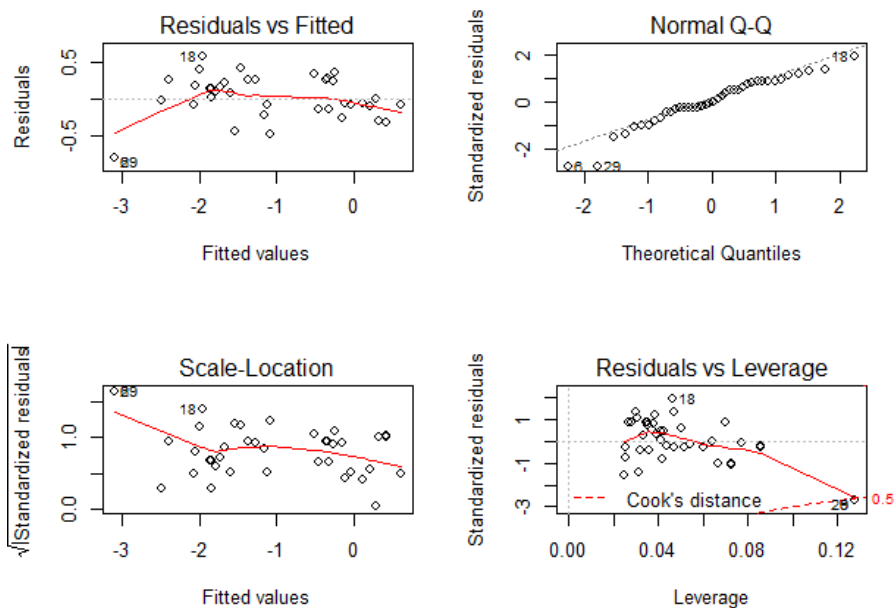 Residuals vs Fitted
Residuals
0.5
-0.5
18
29
-3 -2 -1 0
Fitted values
Normal Q-Q
Standardized residuals
2
0
-2
18
6 29
-2 -1 0 1 2
Theoretical Quantiles
Scale-Location
√|Standardized residuals|
1.0
0.0
29
18
-3 -2 -1 0
Fitted values
Residuals vs Leverage
Standardized residuals
1
-1
-3
18
Cook's distance
0.5
0.00 0.04 0.08 0.12
Leverage